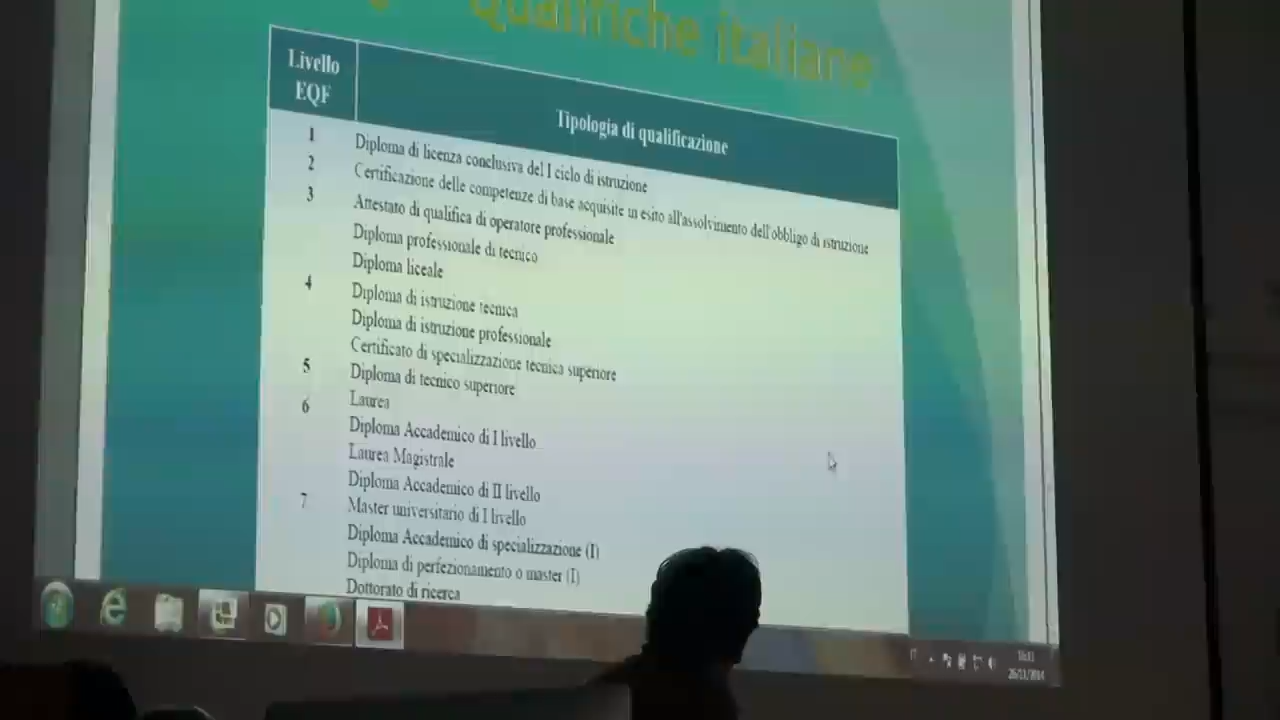 Qualifiche italiane
Livello EQF
Tipologia di qualificazione
1 Diploma di licenza conclusiva del I ciclo di istruzione
2 Certificazione delle competenze di base acquisite in esito all'assolvimento dell'obbligo di istruzione
3 Attestato di qualifica di operatore professionale
Diploma professionale di tecnico
Diploma liceale
4 Diploma di istruzione tecnica
Diploma di istruzione professionale
Certificato di specializzazione tecnica superiore
5 Diploma di tecnico superiore
6 Laurea
Diploma Accademico di I livello
Laurea Magistrale
Diploma Accademico di II livello
7 Master universitario di I livello
Diploma Accademico di specializzazione (I)
Diploma di perfezionamento o master (I)
Dottorato di ricerca
IT
26/11/2014